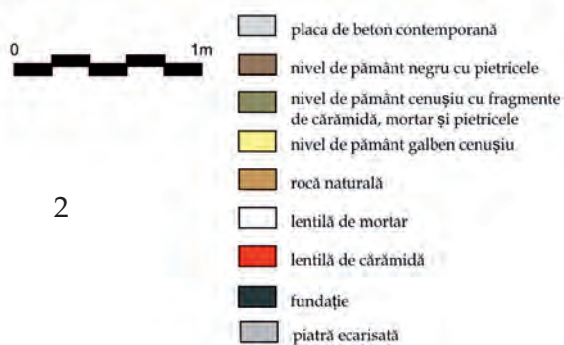 0 1m
placa de beton contemporană
nivel de pământ negru cu pietricele
nivel de pământ cenușiu cu fragmente
de cărămidă, mortar și pietricele
nivel de pământ galben cenușiu
rocă naturală
2
lentilă de mortar
lentilă de cărămidă
fundație
piatră ecarisată